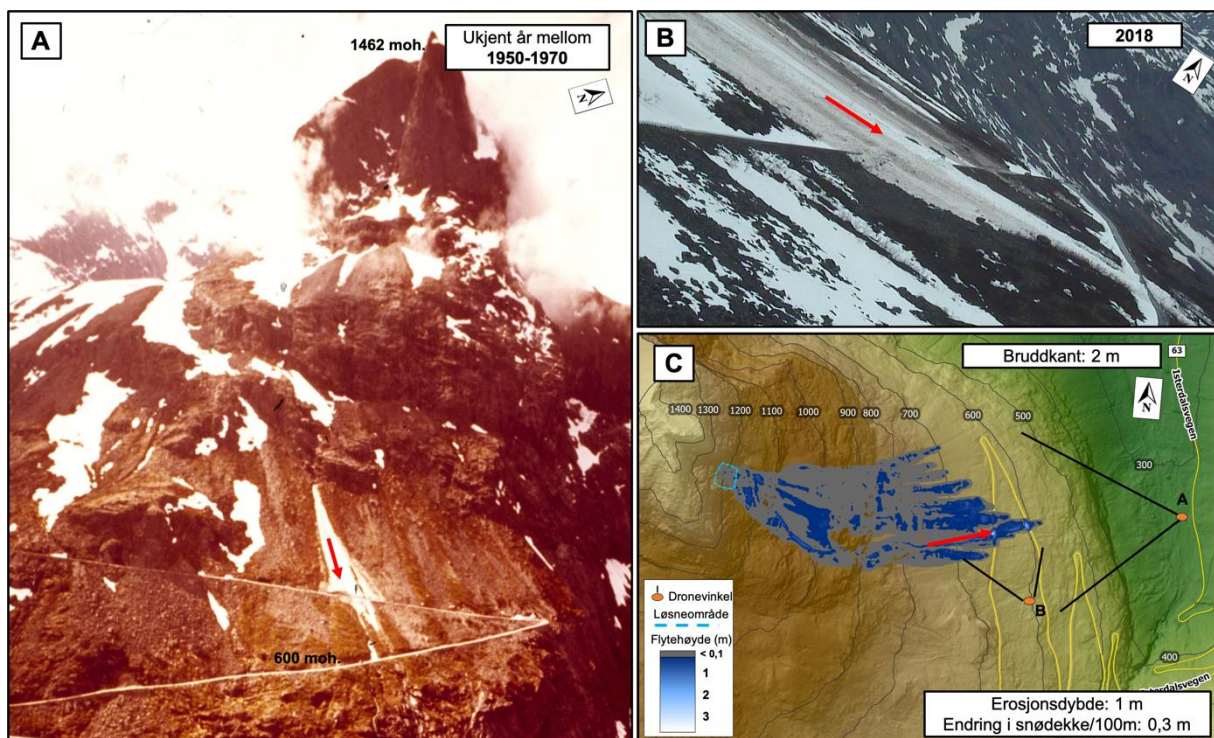 A
1462 moh.
Ukjent år mellom
1950-1970
N
600 moh.
B
2018
N
C
Bruddkant: 2 m
63
Isterdalsvegen
N
1400
1300
1200
1100
1000
900
800
700
600
500
300
A
B
400
Dronevinkel
Løsneområde
Flytehøyde (m)
< 0,1
1
2
3
Erosjonsdybde: 1 m
Endring i snødekke/100m: 0,3 m